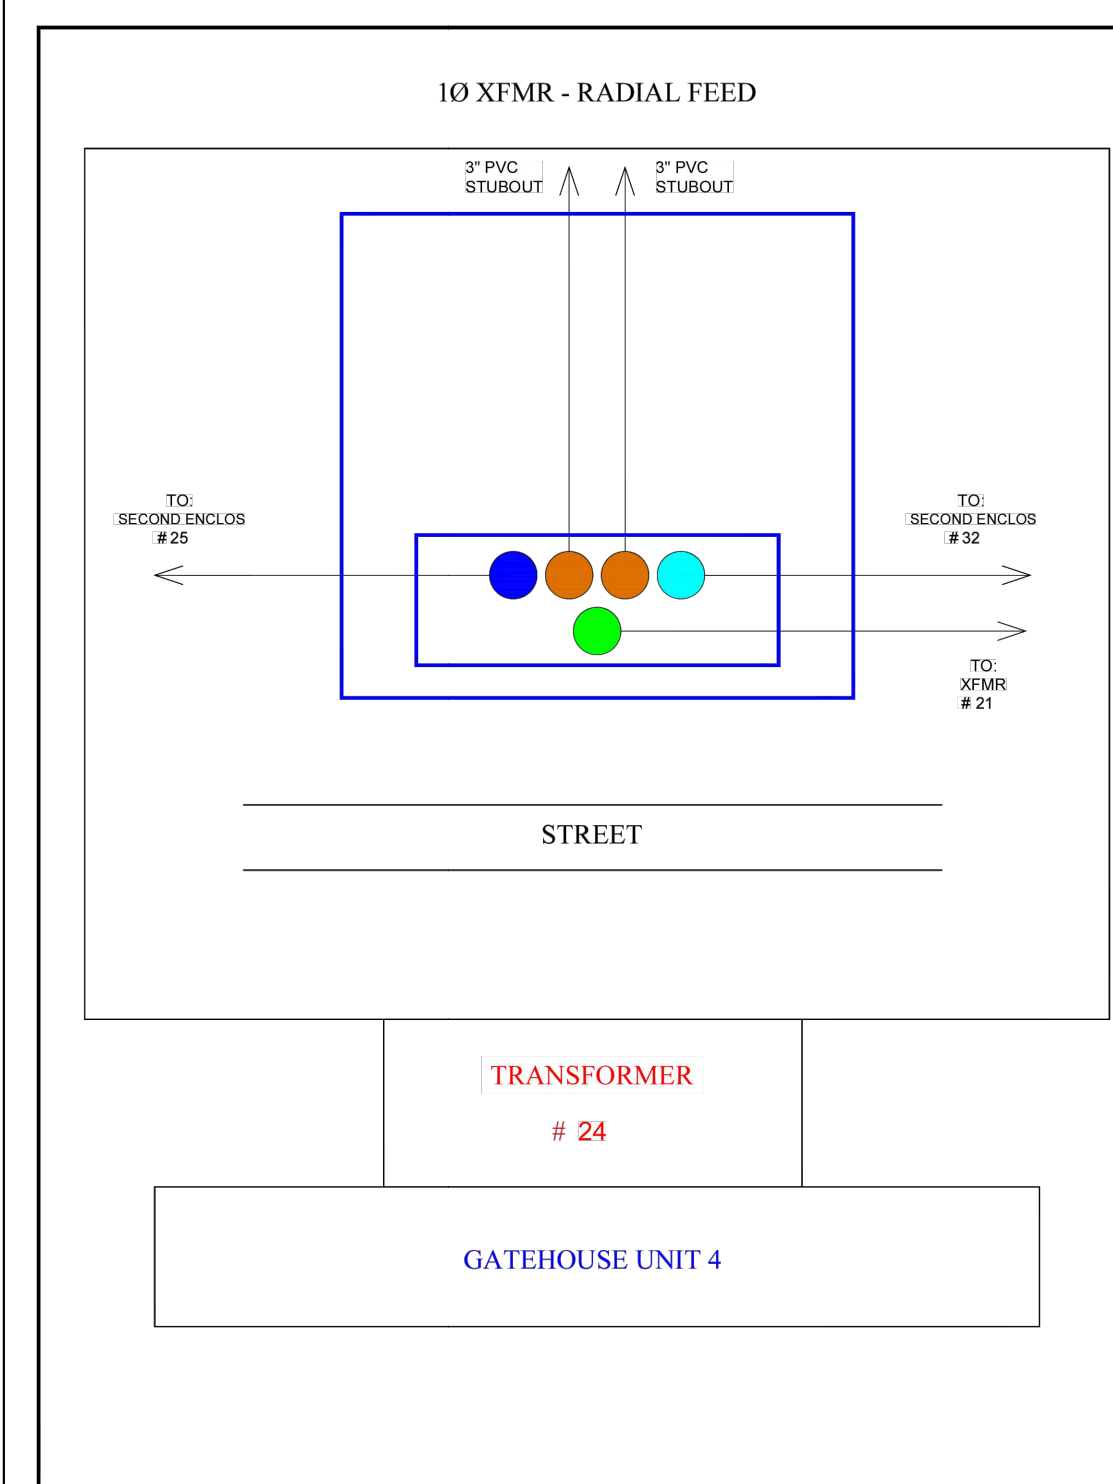 1Ø XFMR - RADIAL FEED
3" PVC
STUBOUT
3" PVC
STUBOUT
TO:
SECOND ENCLOS
# 25
TO:
SECOND ENCLOS
# 32
TO:
XFMR
# 21
STREET
TRANSFORMER
# 24
GATEHOUSE UNIT 4